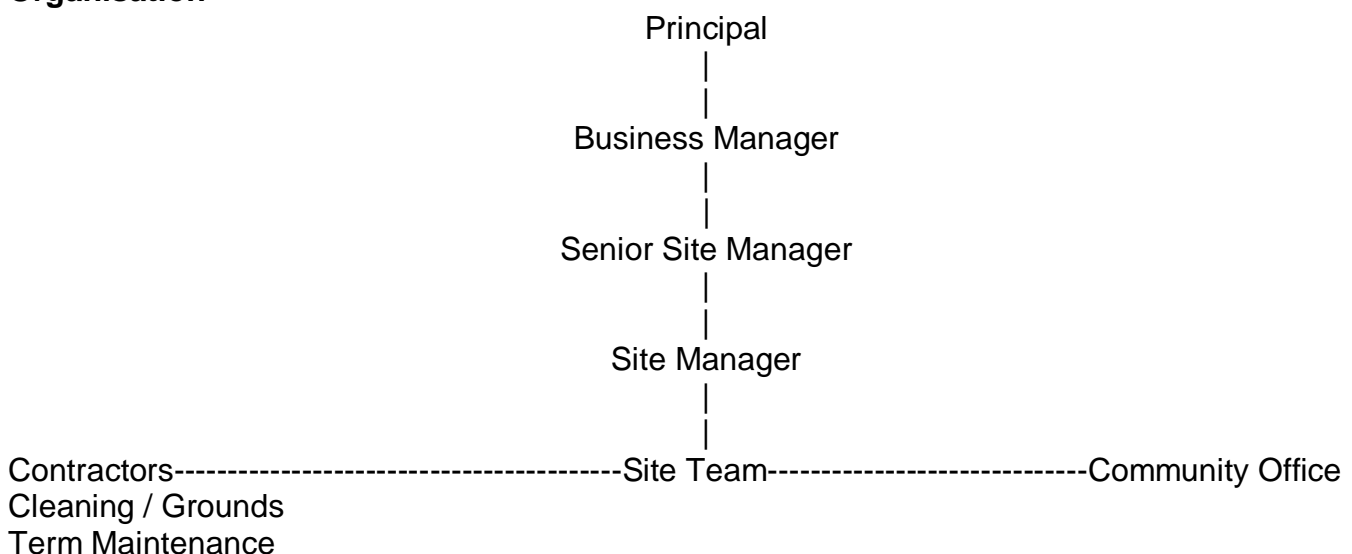 Organisation
Principal
|
|
Business Manager
|
|
Senior Site Manager
|
|
Site Manager
|
|
Contractors-----------------------------------------Site Team------------------------------Community Office
Cleaning / Grounds
Term Maintenance